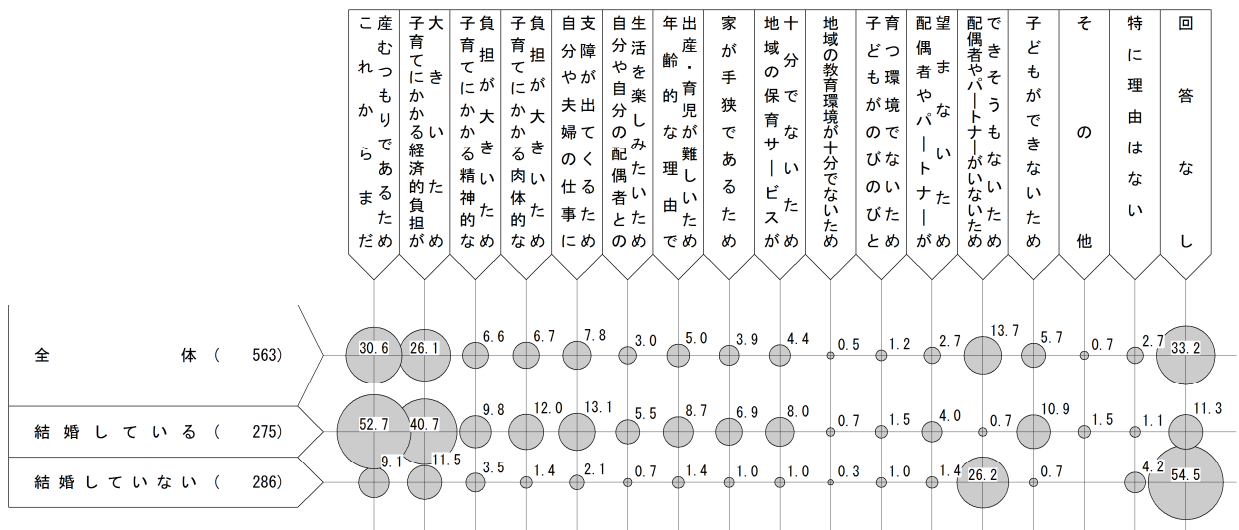 これからまだ
産むつもりであるため
子育てにかかる経済的負担が
大きいため
子育てにかかる精神的な
負担が大きいため
子育てにかかる肉体的な
負担が大きいため
自分や夫婦の仕事に
支障が出てくるため
自分や自分の配偶者との
生活を楽しみたいため
年齢的な理由で
出産・育児が難しいため
家が手狭であるため
地域の保育サービスが
十分でないため
地域の教育環境が十分でないため
子どもがのびのびと
育つ環境でないため
配偶者やパートナーが
望まないため
配偶者やパートナーがいないため
できそうもないため
子どもができないため
その他
特に理由はない
回答なし
全体( 563) 30.6 26.1 6.6 6.7 7.8 3.0 5.0 3.9 4.4 0.5 1.2 2.7 13.7 5.7 0.7 2.7 33.2
結婚している( 275) 52.7 40.7 9.8 12.0 13.1 5.5 8.7 6.9 8.0 0.7 1.5 4.0 0.7 10.9 1.5 1.1 11.3
結婚していない( 286) 9.1 11.5 3.5 1.4 2.1 0.7 1.4 1.0 1.0 0.3 1.0 1.4 26.2 0.7 4.2 54.5